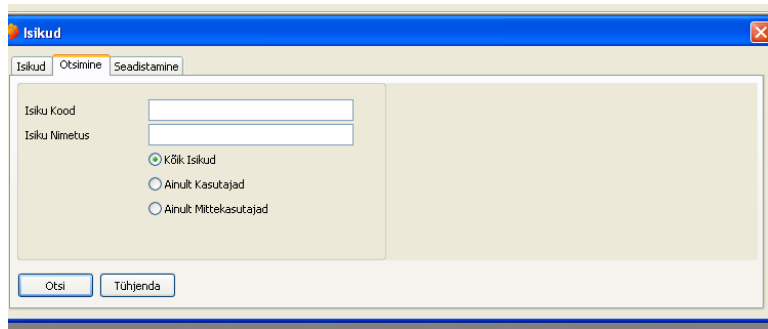 Isikud
Isikud Otsimine Seadistamine
Isiku Kood
Isiku Nimetus
Kõik Isikud
Ainult Kasutajad
Ainult Mittekasutajad
Otsi Tühjenda